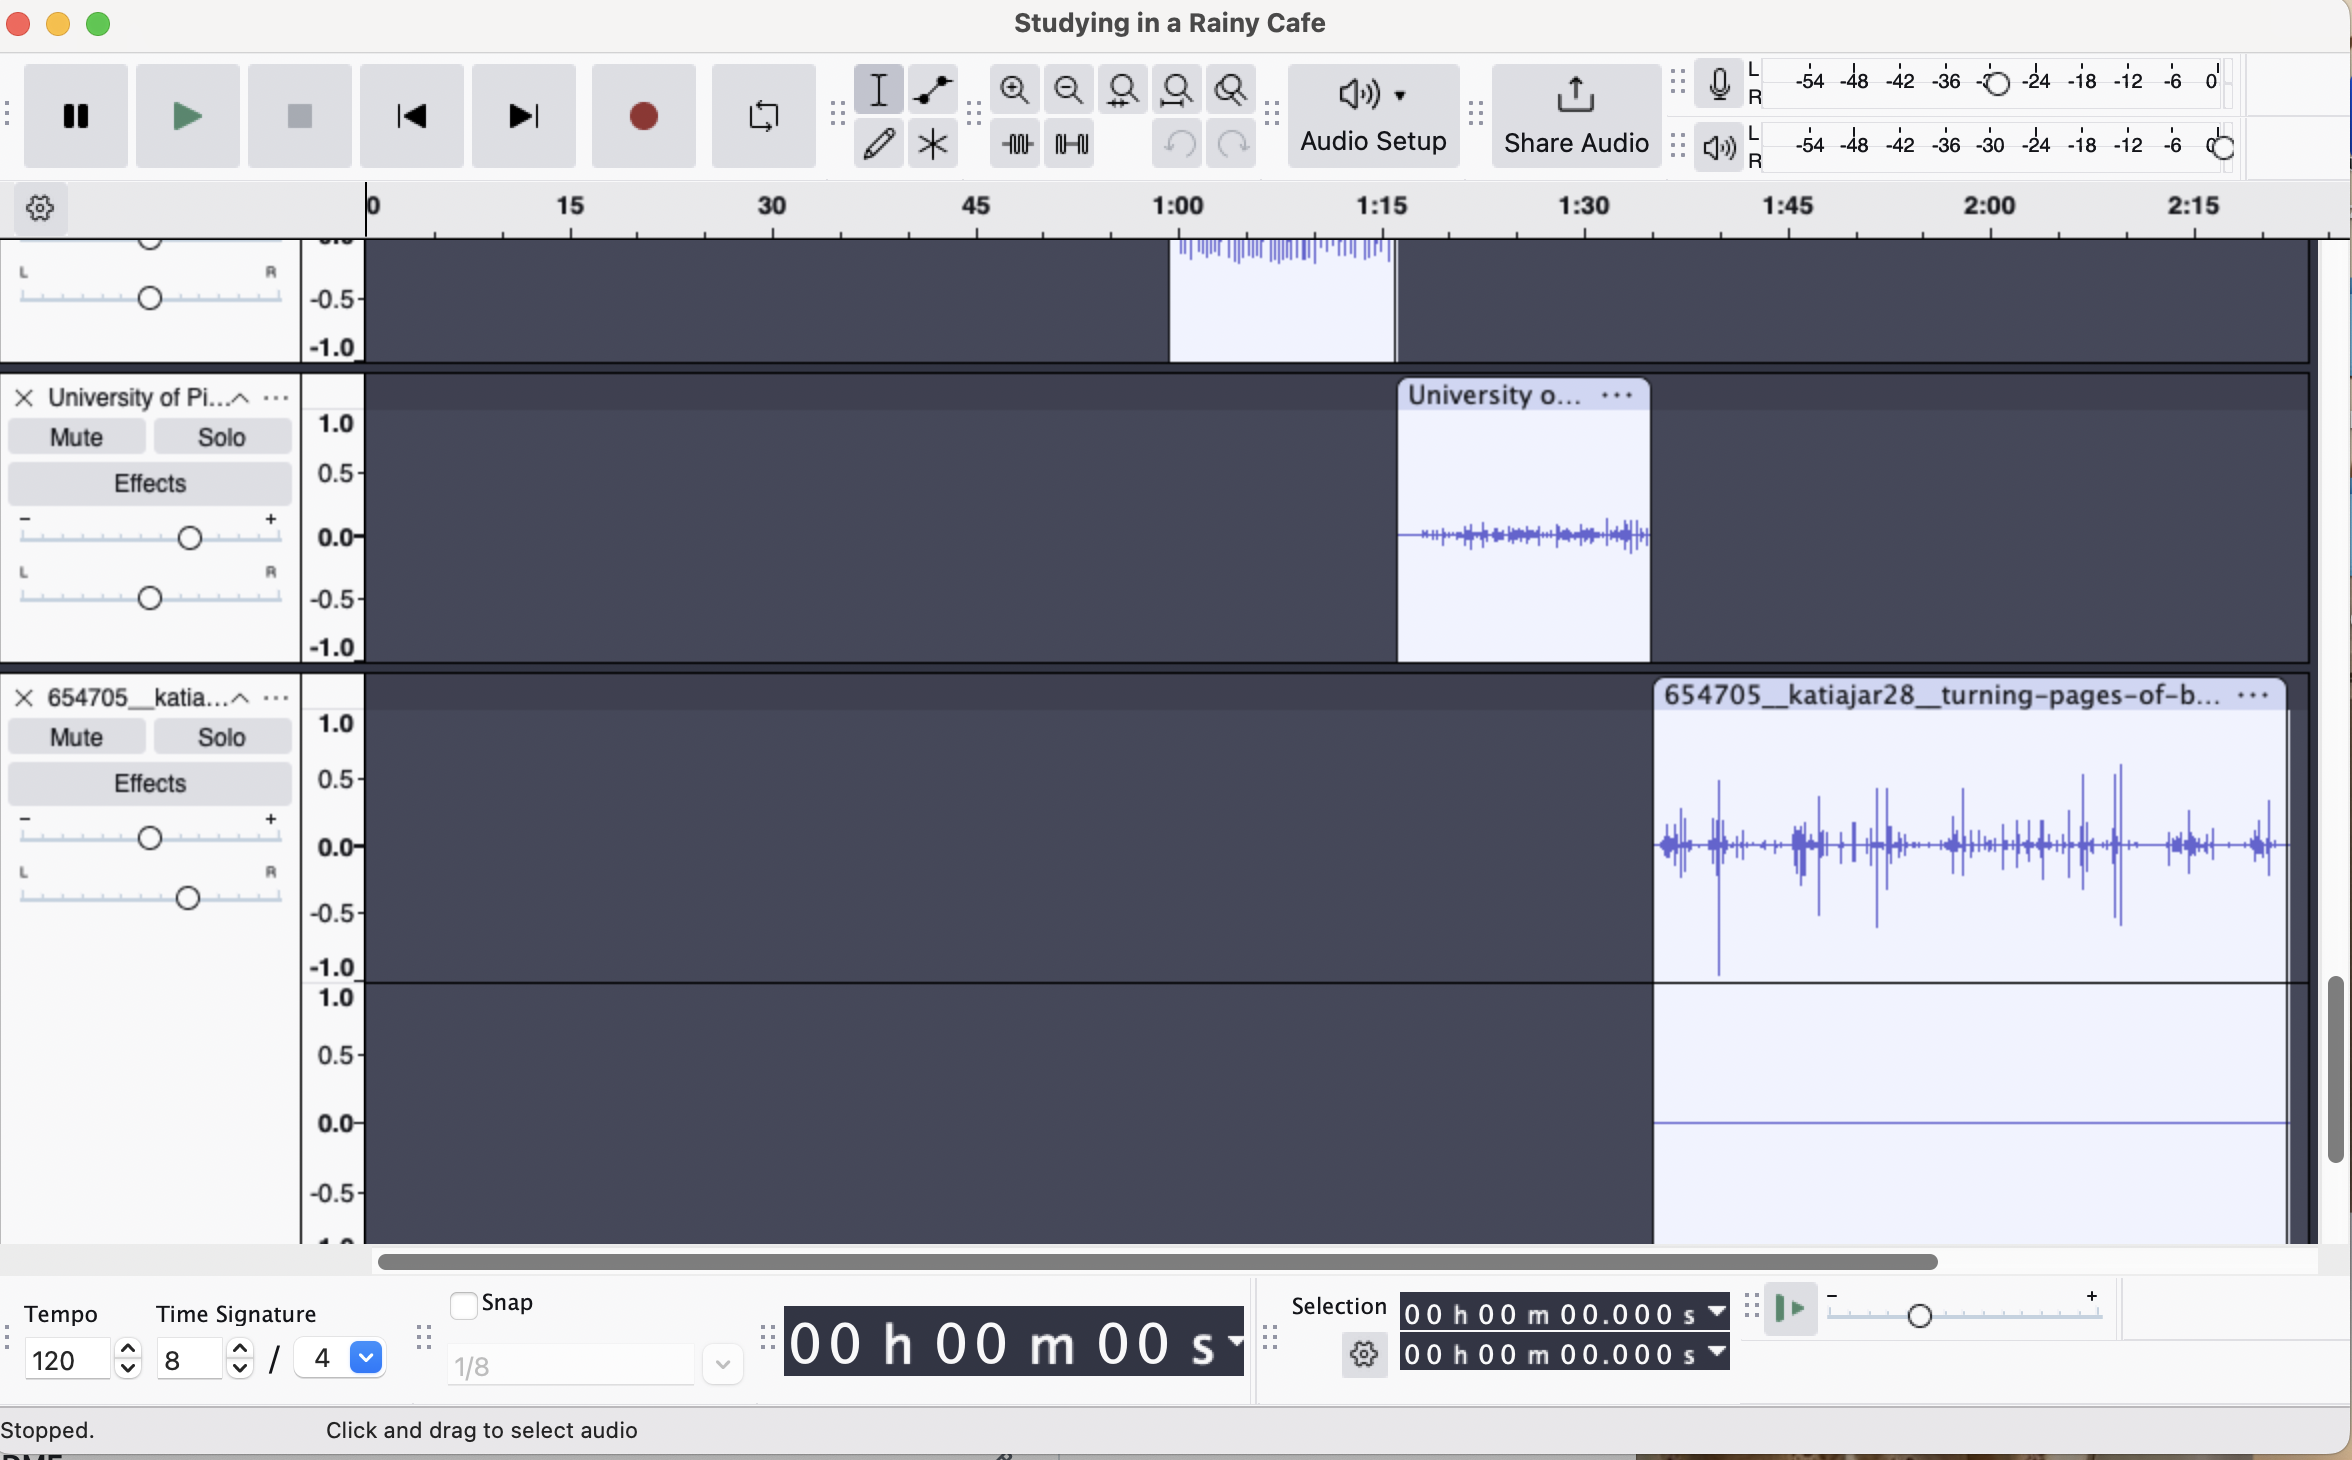 Studying in a Rainy Cafe
Audio Setup
Share Audio
L
R
-54 -48 -42 -36 -24 -18 -12 -6 0
L
R
-54 -48 -42 -36 -30 -24 -18 -12 -6
0 15 30 45 1:00 1:15 1:30 1:45 2:00 2:15
L R
-0.5
-1.0
University of Pi...
University o...
Mute Solo
Effects
- +
L R
1.0
0.5
0.0
-0.5
-1.0
654705__katia...
654705__katiajar28__turning-pages-of-b...
Mute Solo
Effects
- +
L R
1.0
0.5
0.0
-0.5
-1.0
1.0
0.5
0.0
-0.5
Tempo
120
Time Signature
8 / 4
Snap
1/8
00 h 00 m 00 s
Selection
00 h 00 m 00.000 s
00 h 00 m 00.000 s
- +
Stopped.
Click and drag to select audio